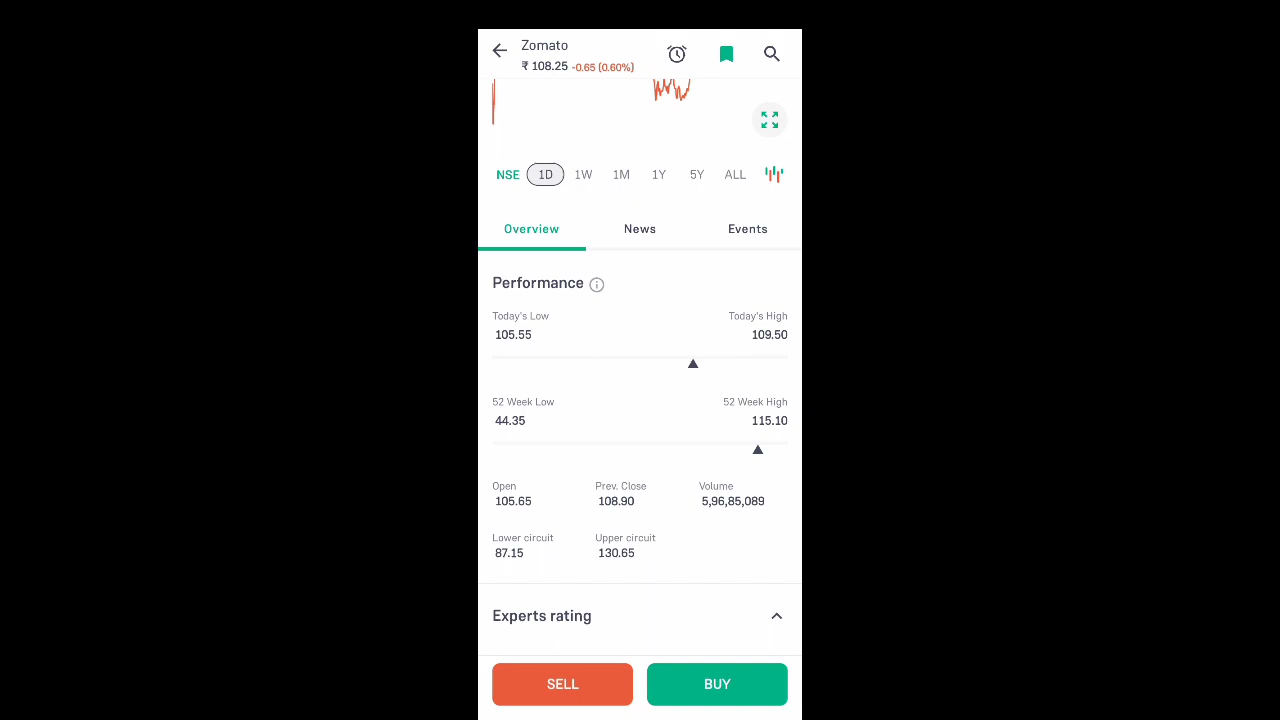 Zomato
₹ 108.25 -0.65 (0.60%)
NSE 1D 1W 1M 1Y 5Y ALL
Overview News Events
Performance
Today's Low Today's High
105.55 109.50
52 Week Low 52 Week High
44.35 115.10
Open Prev. Close Volume
105.65 108.90 5,96,85,089
Lower circuit Upper circuit
87.15 130.65
Experts rating
SELL BUY